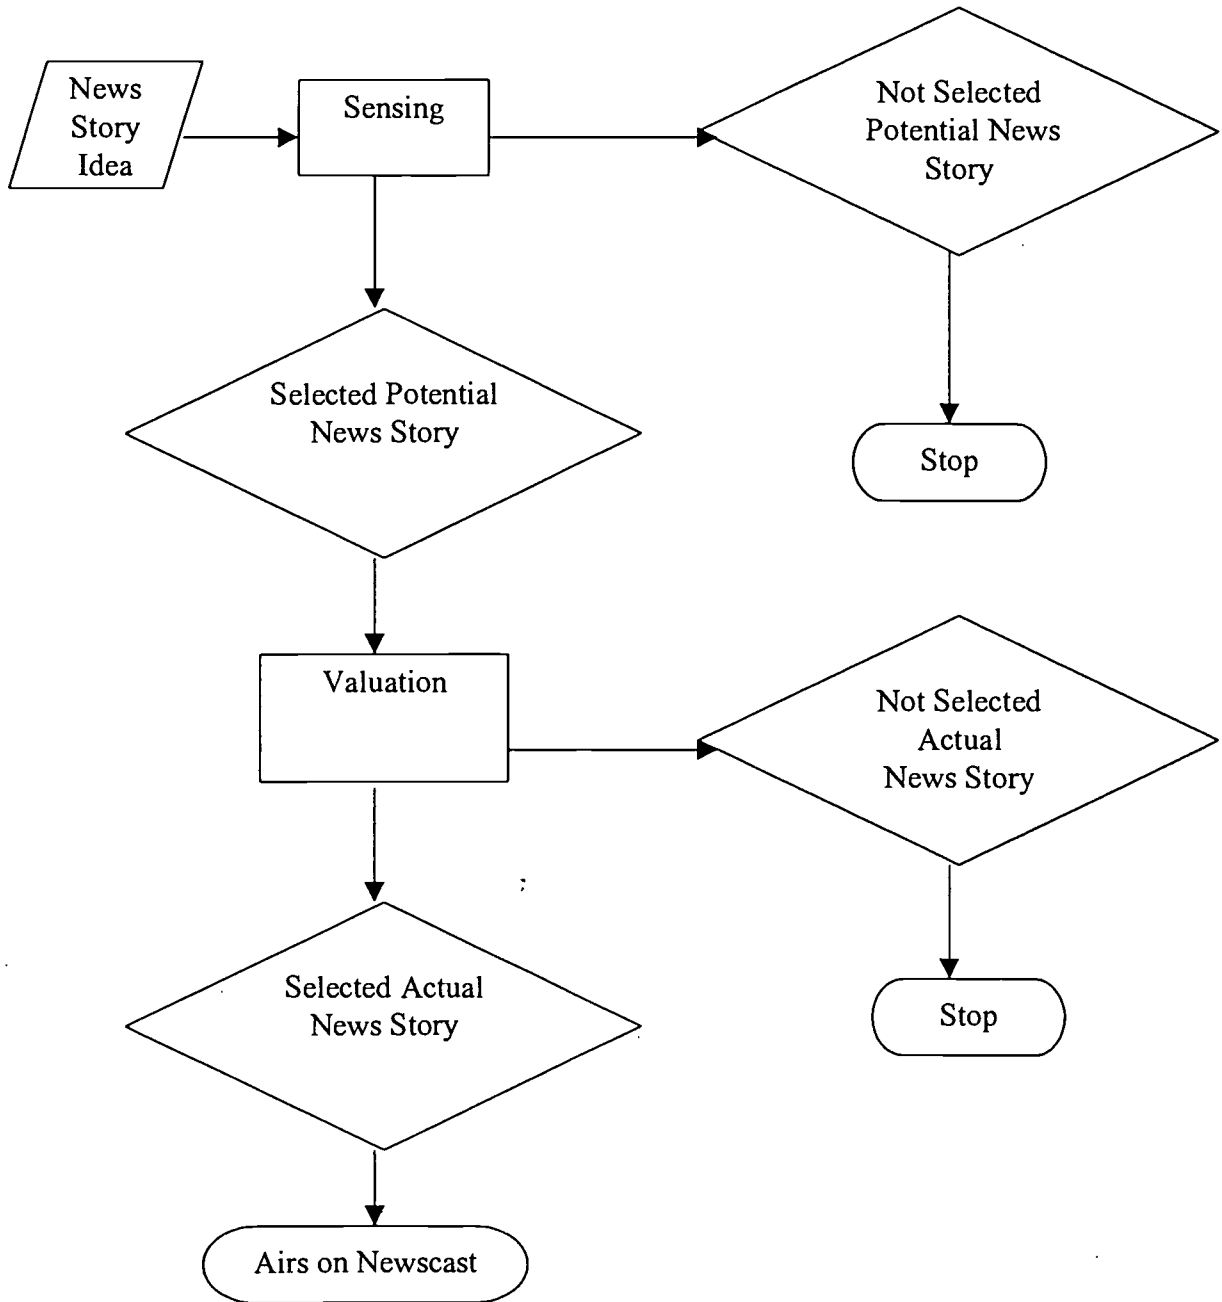 News
Story
Idea
Sensing
Not Selected
Potential News
Story
Selected Potential
News Story
Stop
Valuation
Not Selected
Actual
News Story
Selected Actual
News Story
Stop
Airs on Newscast